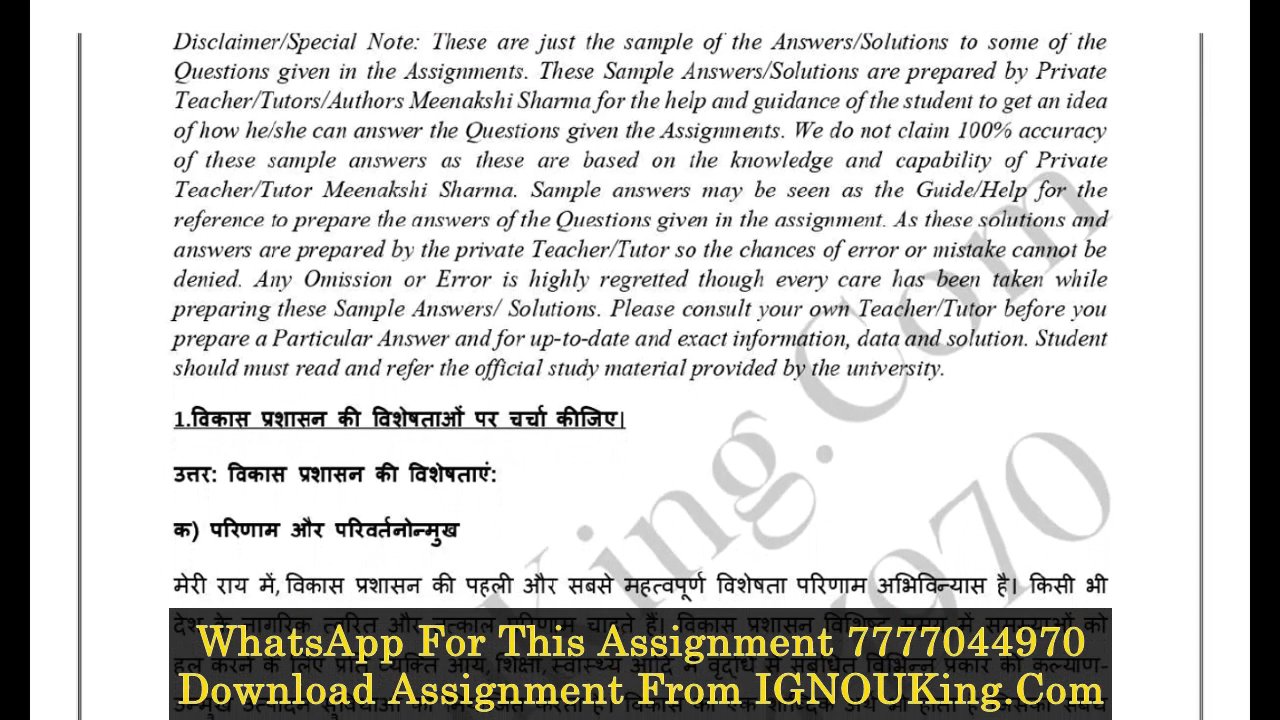 Disclaimer/Special Note: These are just the sample of the Answers/Solutions to some of the
Questions given in the Assignments. These Sample Answers/Solutions are prepared by Private
Teacher/Tutors/Authors Meenakshi Sharma for the help and guidance of the student to get an idea
of how he/she can answer the Questions given the Assignments. We do not claim 100% accuracy
of these sample answers as these are based on the knowledge and capability of Private
Teacher/Tutor Meenakshi Sharma. Sample answers may be seen as the Guide/Help for the
reference to prepare the answers of the Questions given in the assignment. As these solutions and
answers are prepared by the private Teacher/Tutor so the chances of error or mistake cannot be
denied. Any Omission or Error is highly regretted though every care has been taken while
preparing these Sample Answers/ Solutions. Please consult your own Teacher/Tutor before you
prepare a Particular Answer and for up-to-date and exact information, data and solution. Student
should must read and refer the official study material provided by the university.
1.विकास प्रशासन की विशेषताओं पर चर्चा कीजिए।
उत्तर: विकास प्रशासन की विशेषताएं:
क) परिणाम और परिवर्तनोन्मुख
मेरी राय में, विकास प्रशासन की पहली और सबसे महत्वपूर्ण विशेषता परिणाम अभिविन्यास है। किसी भी
WhatsApp For This Assignment 7777044970
Download Assignment From IGNOUKing.Com
King.Com
970